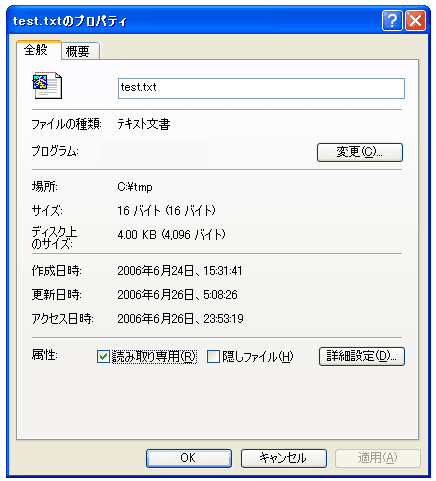 test.txtのプロパティ
全般 概要
test.txt
ファイルの種類: テキスト文書
プログラム: 変更(C)...
場所: C:¥tmp
サイズ: 16 バイト (16 バイト)
ディスク上
のサイズ: 4.00 KB (4,096 バイト)
作成日時: 2006年6月24日、15:31:41
更新日時: 2006年6月26日、5:08:26
アクセス日時: 2006年6月26日、23:53:19
属性: 読み取り専用(R) 隠しファイル(H) 詳細設定(D)...
OK キャンセル 適用(A)